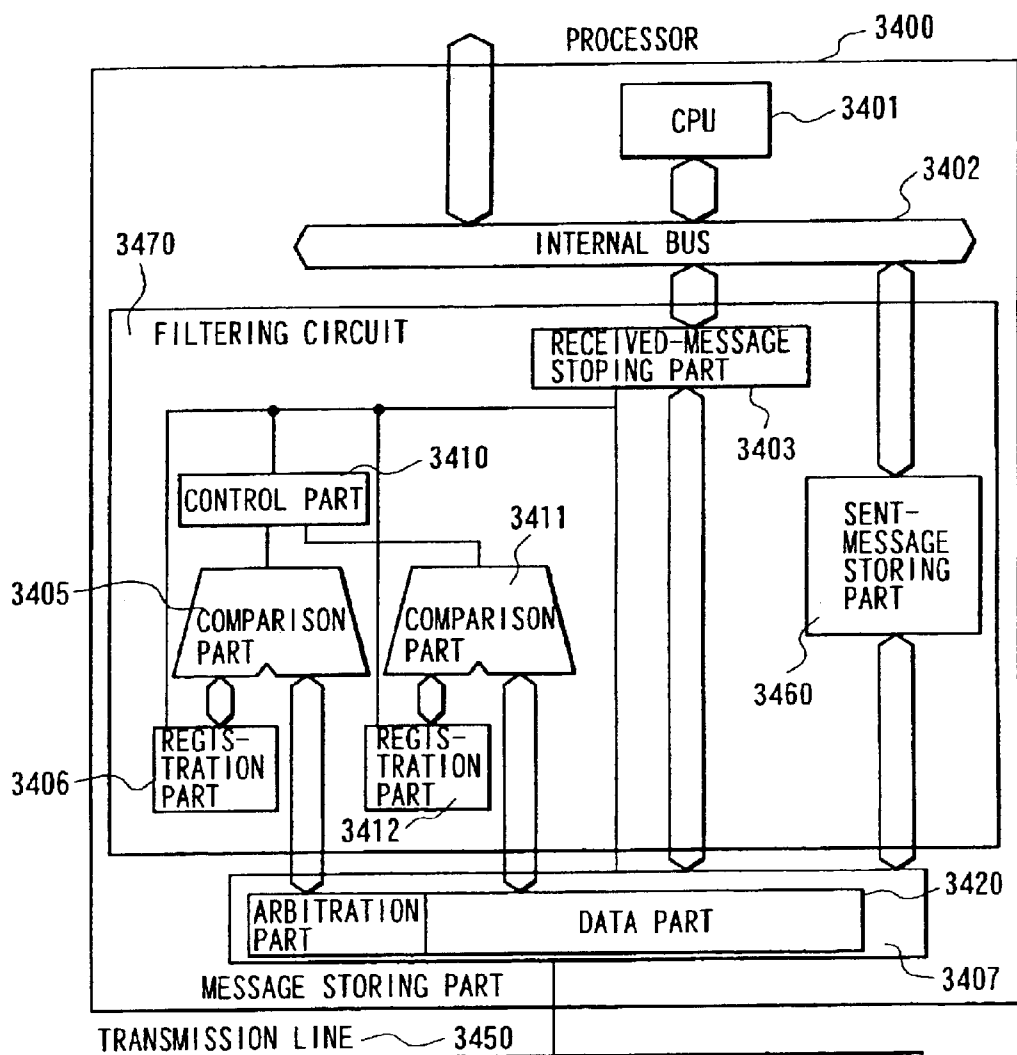 PROCESSOR
3400
CPU
3401
3402
INTERNAL BUS
3470
FILTERING CIRCUIT
RECEIVED-MESSAGE
STOPING PART
3403
3410
CONTROL PART
3411
SENT-
MESSAGE
STORING
PART
3405
COMPARISON
PART
COMPARISON
PART
3460
REGIS-
TRATION
PART
REGIS-
TRATION
PART
3406
3412
3420
ARBITRATION
PART
DATA PART
MESSAGE STORING PART
3407
TRANSMISSION LINE
3450